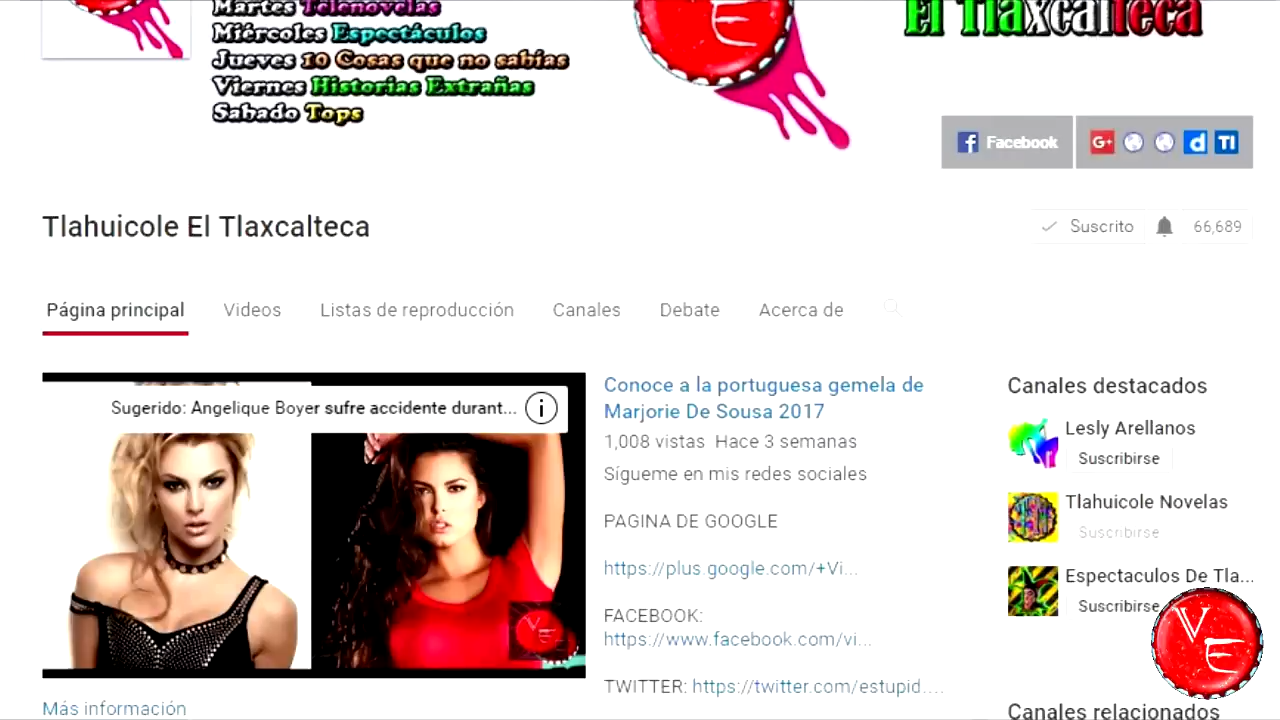 Martes Telenovelas
Miércoles Espectáculos
Jueves 10 Cosas que no sabías
Viernes Historias Extrañas
Sabado Tops
E
El Tlaxcalteca
Facebook
G+ d TI
Tlahuicole El Tlaxcalteca
Suscrito 66,689
Página principal Videos Listas de reproducción Canales Debate Acerca de
Sugerido: Angelique Boyer sufre accidente durant...
VE
Conoce a la portuguesa gemela de
Marjorie De Sousa 2017
1,008 vistas Hace 3 semanas
Sígueme en mis redes sociales
PAGINA DE GOOGLE
https://plus.google.com/+Vi...
FACEBOOK:
https://www.facebook.com/vi...
TWITTER: https://twitter.com/estupid....
Más información
Canales destacados
Lesly Arellanos
Suscribirse
Tlahuicole Novelas
Suscribirse
Espectaculos De Tla...
Suscribirse
VE
Canales relacionados